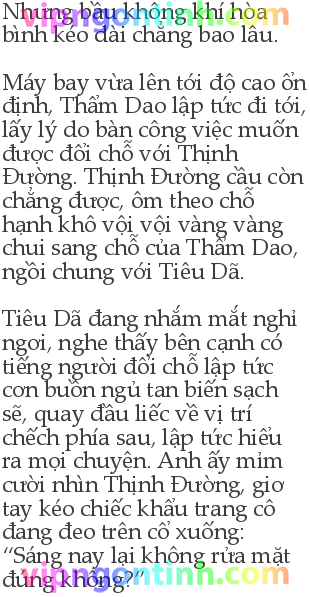 Nhưng bầu không khí hòa
bình kéo dài chẳng bao lâu.
Máy bay vừa lên tới độ cao ổn
định, Thẩm Dao lập tức đi tới,
lấy lý do bàn công việc muốn
được đổi chỗ với Thịnh
Đường. Thịnh Đường cầu còn
chẳng được, ôm theo chỗ
hạnh khô vội vội vàng vàng
chui sang chỗ của Thẩm Dao,
ngồi chung với Tiêu Dã.
Tiêu Dã đang nhắm mắt nghỉ
ngơi, nghe thấy bên cạnh có
tiếng người đổi chỗ lập tức
cơn buồn ngủ tan biến sạch
sẽ, quay đầu liếc về vị trí
chếch phía sau, lập tức hiểu
ra mọi chuyện. Anh ấy mỉm
cười nhìn Thịnh Đường, giơ
tay kéo chiếc khẩu trang cô
đang đeo trên cổ xuống:
“Sáng nay lại không rửa mặt
đúng không?”
vipngontinh.com
vipngontinh.com